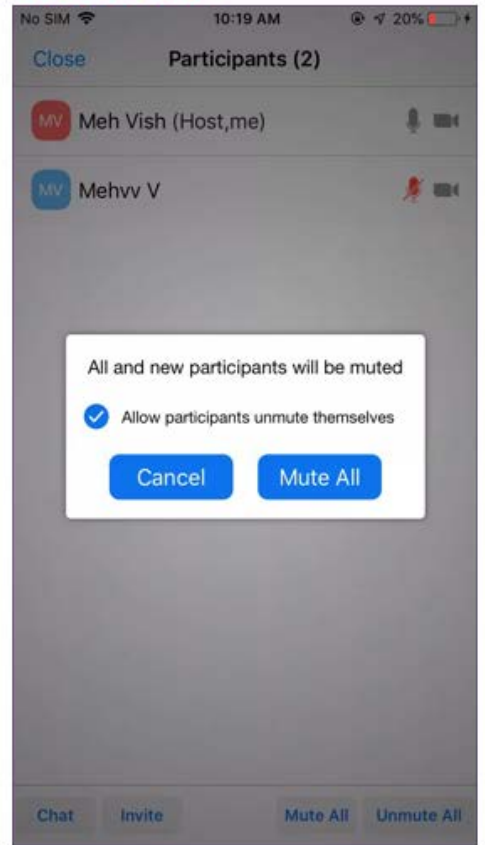 No SIM 10:19 AM 20%
Close Participants (2)
MV Meh Vish (Host,me)
MV Mehvv V
All and new participants will be muted
Allow participants unmute themselves
Cancel Mute All
Chat Invite Mute All Unmute All